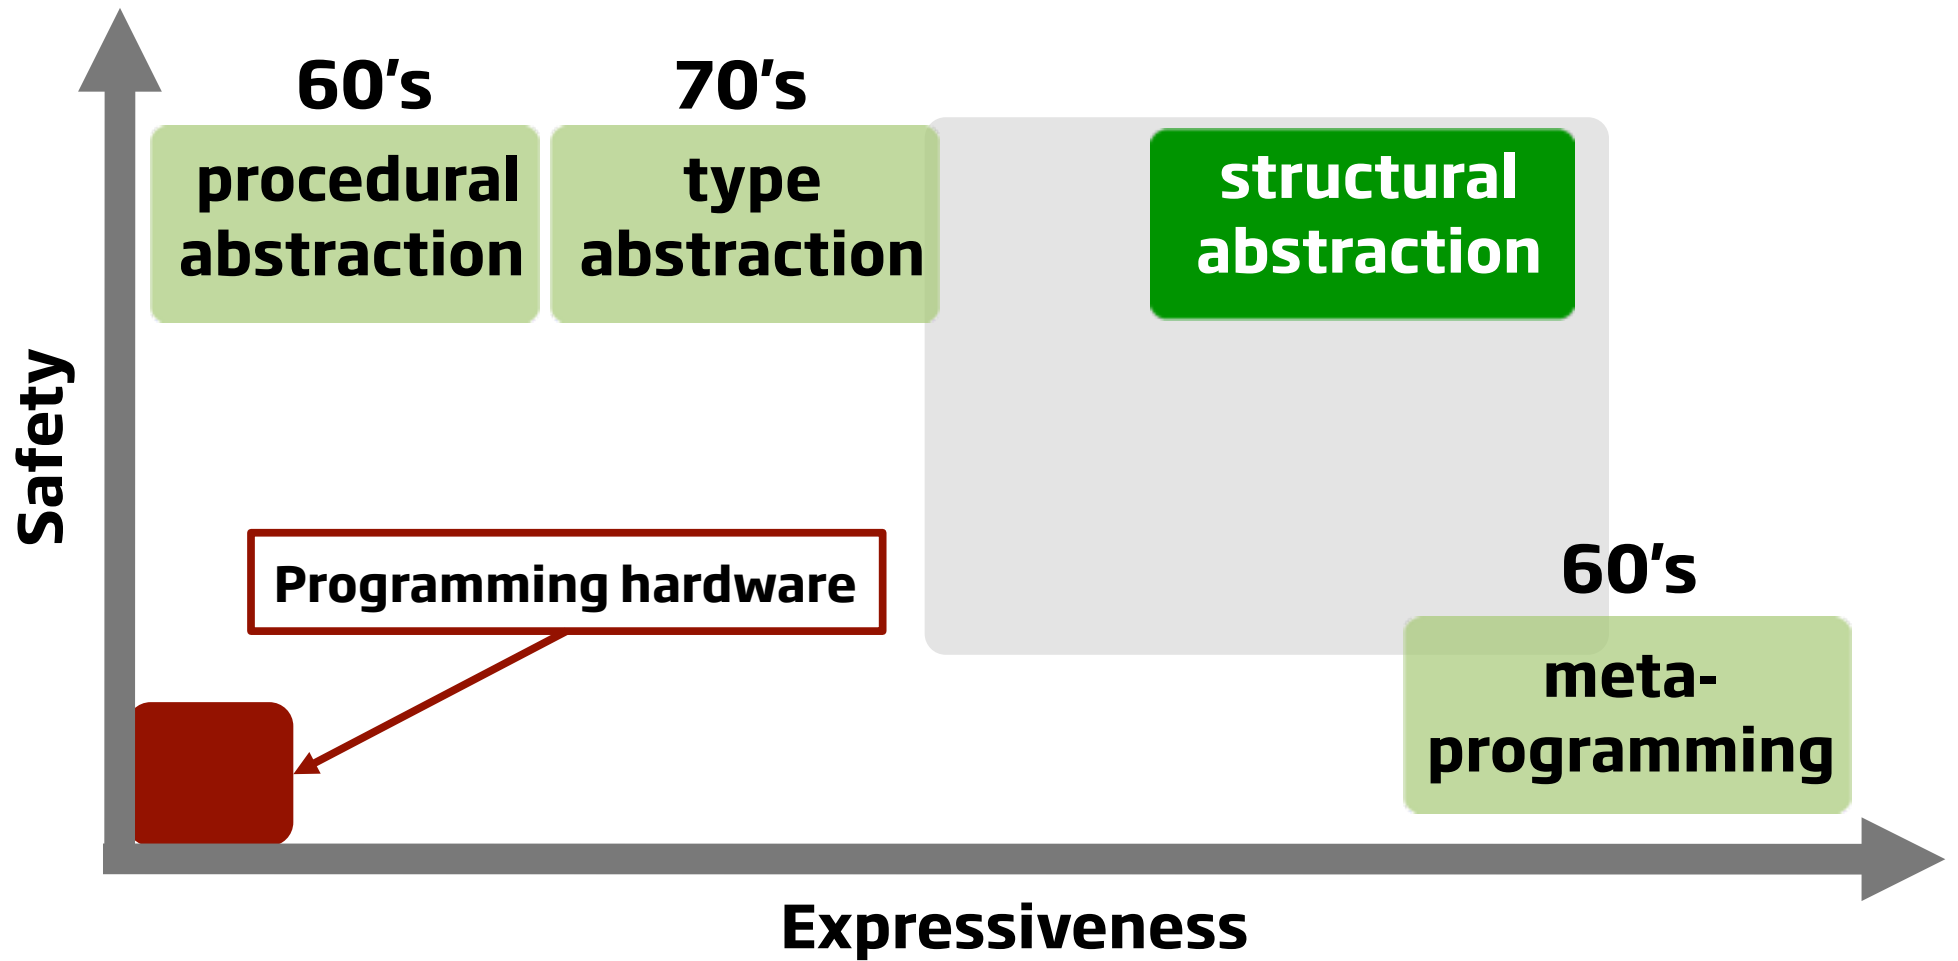 60's
procedural
abstraction
70's
type
abstraction
structural
abstraction
Safety
Programming hardware
60's
meta-
programming
Expressiveness